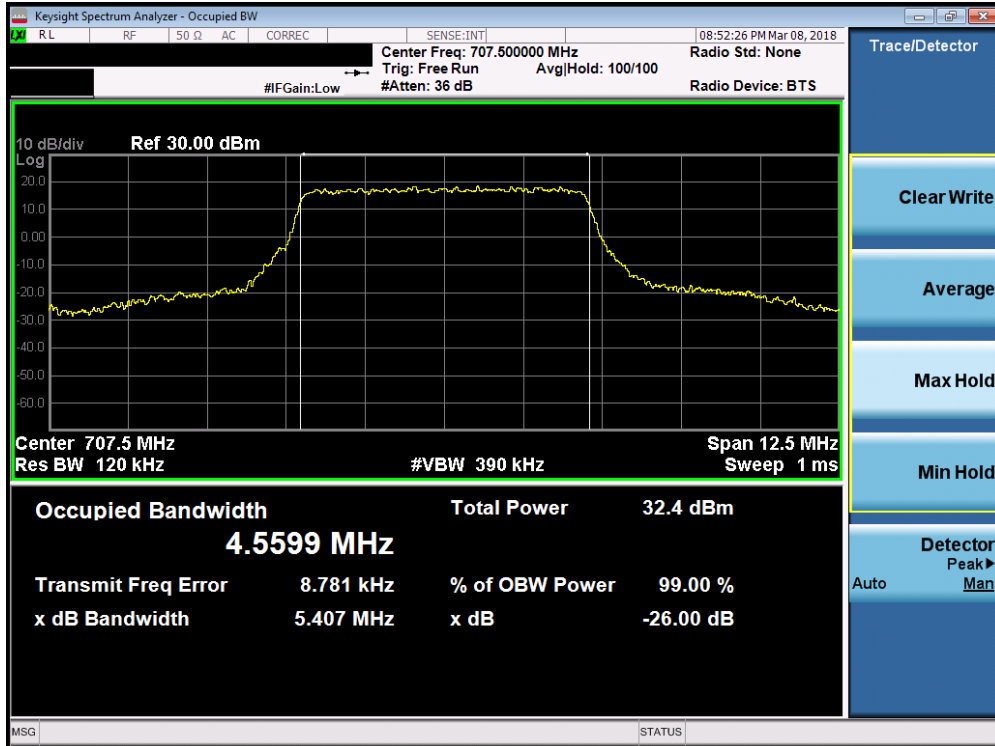 Keysight Spectrum Analyzer - Occupied BW
LXI RL RF 50 Ω AC CORREC SENSE:INT 08:52:26 PM Mar 08, 2018
Center Freq: 707.500000 MHz Radio Std: None
Trig: Free Run Avg|Hold: 100/100
#IFGain:Low #Atten: 36 dB Radio Device: BTS
10 dB/div Ref 30.00 dBm
Log
20.0
10.0
0.00
-10.0
-20.0
-30.0
-40.0
-50.0
-60.0
Center 707.5 MHz Span 12.5 MHz
Res BW 120 kHz #VBW 390 kHz Sweep 1 ms
Occupied Bandwidth Total Power 32.4 dBm
4.5599 MHz
Transmit Freq Error 8.781 kHz % of OBW Power 99.00 %
x dB Bandwidth 5.407 MHz x dB -26.00 dB
MSG STATUS
Trace/Detector
Clear Write
Average
Max Hold
Min Hold
Detector
Peak▶
Auto Man